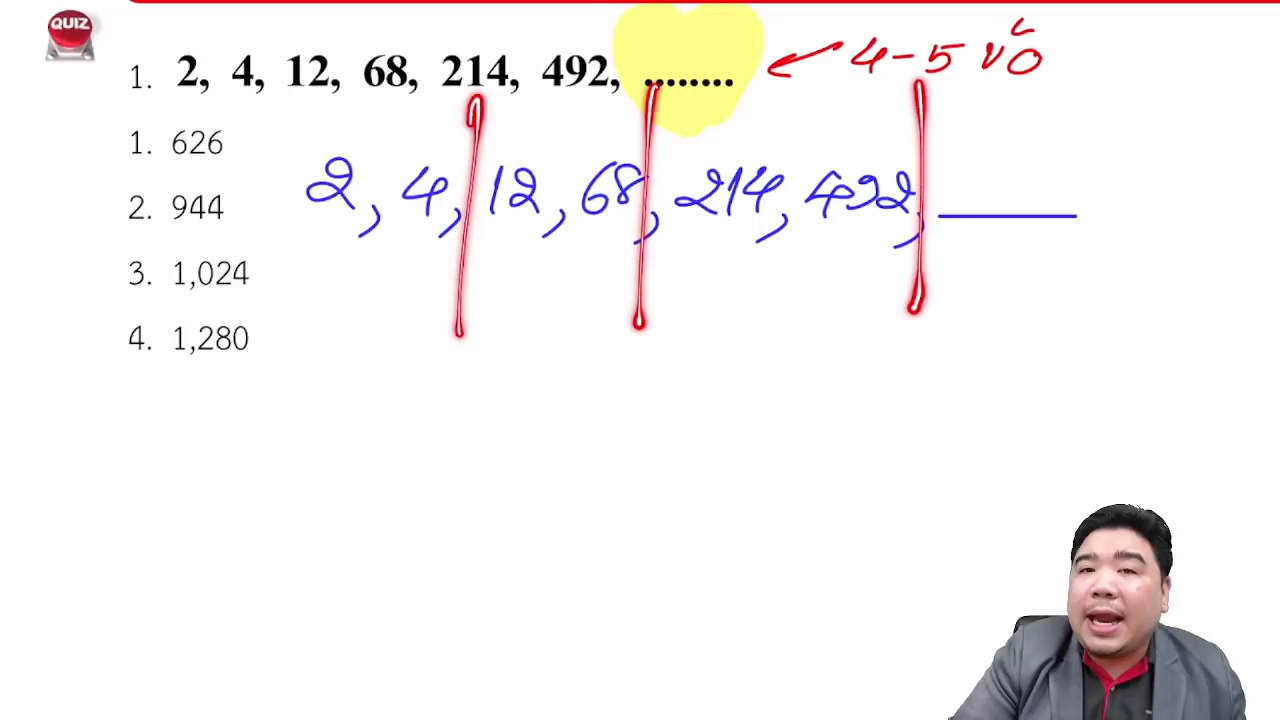 QUIZ
1. 2, 4, 12, 68, 214, 492, ........
4-5 ข้อ
1. 626
2, 4, 12, 68, 214, 492, ______
2. 944
3. 1,024
4. 1,280